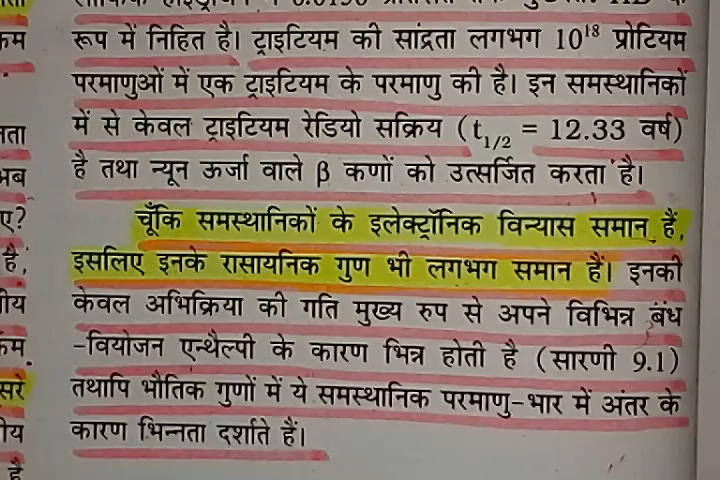 रूप में निहित है। ट्राइटियम की सांद्रता लगभग 10¹⁸ प्रोटियम
परमाणुओं में एक ट्राइटियम के परमाणु की है। इन समस्थानिकों
में से केवल ट्राइटियम रेडियो सक्रिय (t₁/₂ = 12.33 वर्ष)
है तथा न्यून ऊर्जा वाले β कणों को उत्सर्जित करता है।
चूँकि समस्थानिकों के इलेक्ट्रॉनिक विन्यास समान हैं,
इसलिए इनके रासायनिक गुण भी लगभग समान हैं। इनकी
केवल अभिक्रिया की गति मुख्य रुप से अपने विभिन्न बंध
-वियोजन एन्थैल्पी के कारण भिन्न होती है (सारणी 9.1)
तथापि भौतिक गुणों में ये समस्थानिक परमाणु-भार में अंतर के
कारण भिन्नता दर्शाते हैं।